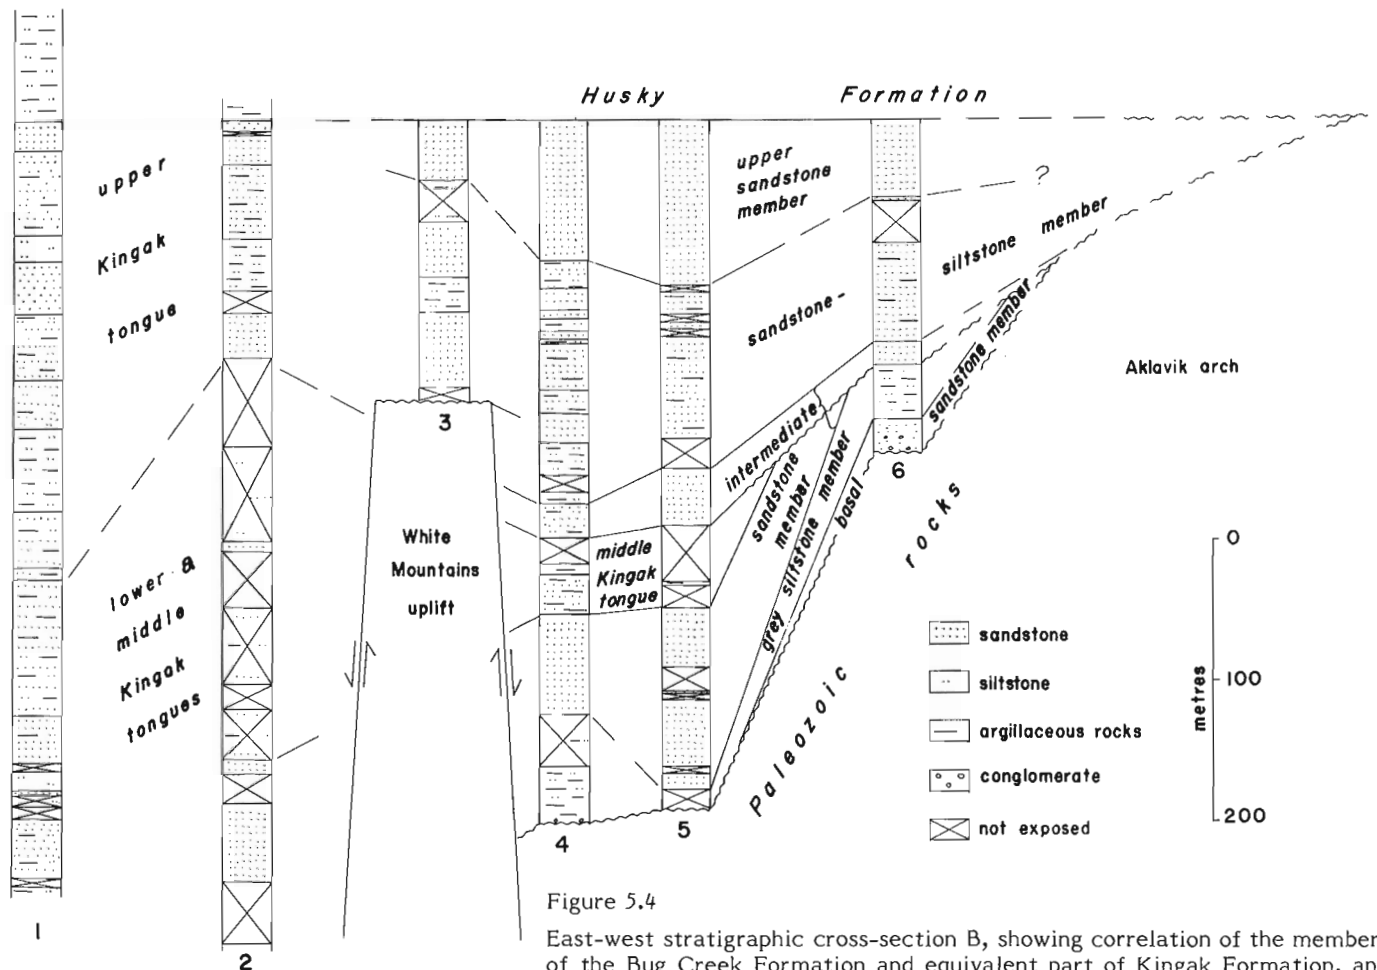 Husky Formation
upper
Kingak
tongue
upper
sandstone
member
?
siltstone member
sandstone-
sandstone member
Aklavik arch
3
intermediate
6
White
Mountains
uplift
sandstone
member
grey siltstone member
basal
middle
Kingak
tongue
lower &
middle
Kingak
tongues
Paleozoic rocks
0
100
200
metres
sandstone
siltstone
argillaceous rocks
conglomerate
not exposed
4
5
1
2
Figure 5.4
East-west stratigraphic cross-section B, showing correlation of the member
of the Bug Creek Formation and equivalent part of Kingak Formation, an